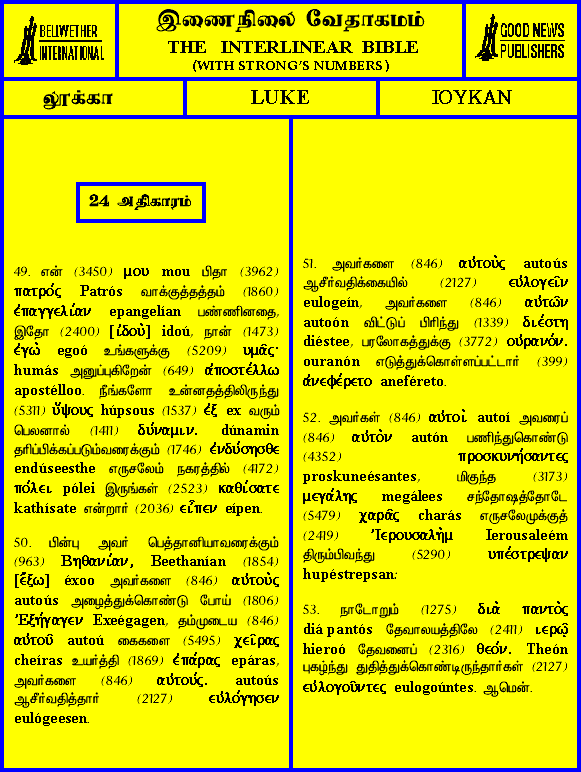 BELLWETHER
INTERNATIONAL
இணைநிலை வேதாகமம்
THE INTERLINEAR BIBLE
(WITH STRONG'S NUMBERS)
GOOD NEWS
PUBLISHERS
லூக்கா
LUKE
ΙΟΥΚΑΝ
24 அதிகாரம்
49. என் (3450) μου mou பிதா (3962)
πατρός Patrós வாக்குத்தத்தம் (1860)
ἐπαγγελίαν epangelían பண்ணினதை,
இதோ (2400) [ἰδοὺ] idoú, நான் (1473)
ἐγὼ egoó உங்களுக்கு (5209) υμᾶς·
humás அனுப்புகிறேன் (649) ἀποστέλλω
apostélloo. நீங்களோ உன்னதத்திலிருந்து
(5311) ὕψους húpsous (1537) ἐξ ex வரும்
பெலனால் (1411) δύναμιν. dúnamin
தரிப்பிக்கப்படும்வரைக்கும் (1746) ἐνδύσησθε
endúseesthe எருசலேம் நகரத்தில் (4172)
πόλει pólei இருங்கள் (2523) καθίσατε
kathísate என்றார் (2036) εἶπεν eípen.
50. பின்பு அவர் பெத்தானியாவரைக்கும்
(963) Βηθανίαν, Beethanían (1854)
[ἔξω] éxoo அவர்களை (846) αὐτοὺς
autoús அழைத்துக்கொண்டு போய் (1806)
Ἐξήγαγεν Exeégagen, தம்முடைய (846)
αὐτοῦ autoú கைகளை (5495) χεῖρας
cheíras உயர்த்தி (1869) ἐπάρας epáras,
அவர்களை (846) αὐτούς. autoús
ஆசீர்வதித்தார் (2127) εὐλόγησεν
eulógeesen.
51. அவர்களை (846) αὐτοὺς autoús
ஆசீர்வதிக்கையில் (2127) εὐλογεῖν
eulogeín, அவர்களை (846) αὐτῶν
autoón விட்டுப் பிரிந்து (1339) διέστη
diéstee, பரலோகத்துக்கு (3772) οὐρανόν.
ouranón எடுத்துக்கொள்ளப்பட்டார் (399)
ἀνεφέρετο aneféreto.
52. அவர்கள் (846) αὐτοὶ autoí அவரைப்
(846) αὐτὸν autón பணிந்துகொண்டு
(4352) προσκυνήσαντες
proskuneésantes, மிகுந்த (3173)
μεγάλης megálees சந்தோஷத்தோடே
(5479) χαρᾶς charás எருசலேமுக்குத்
(2419) Ἰερουσαλὴμ Ierousaleém
திரும்பிவந்து (5290) υπέστρεψαν
hupéstrepsan:
53. நாடோறும் (1275) διὰ παντὸς
diá pantós தேவாலயத்திலே (2411) ιερῷ
hieroó தேவனைப் (2316) θεόν. Theón
புகழ்ந்து துதித்துக்கொண்டிருந்தார்கள் (2127)
εὐλογοῦντες eulogoúntes. ஆமென்.